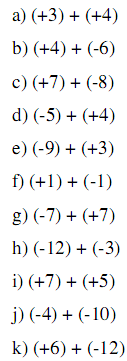 a) (+3) + (+4)
b) (+4) + (-6)
c) (+7) + (-8)
d) (-5) + (+4)
e) (-9) + (+3)
f) (+1) + (-1)
g) (-7) + (+7)
h) (-12) + (-3)
i) (+7) + (+5)
j) (-4) + (-10)
k) (+6) + (-12)